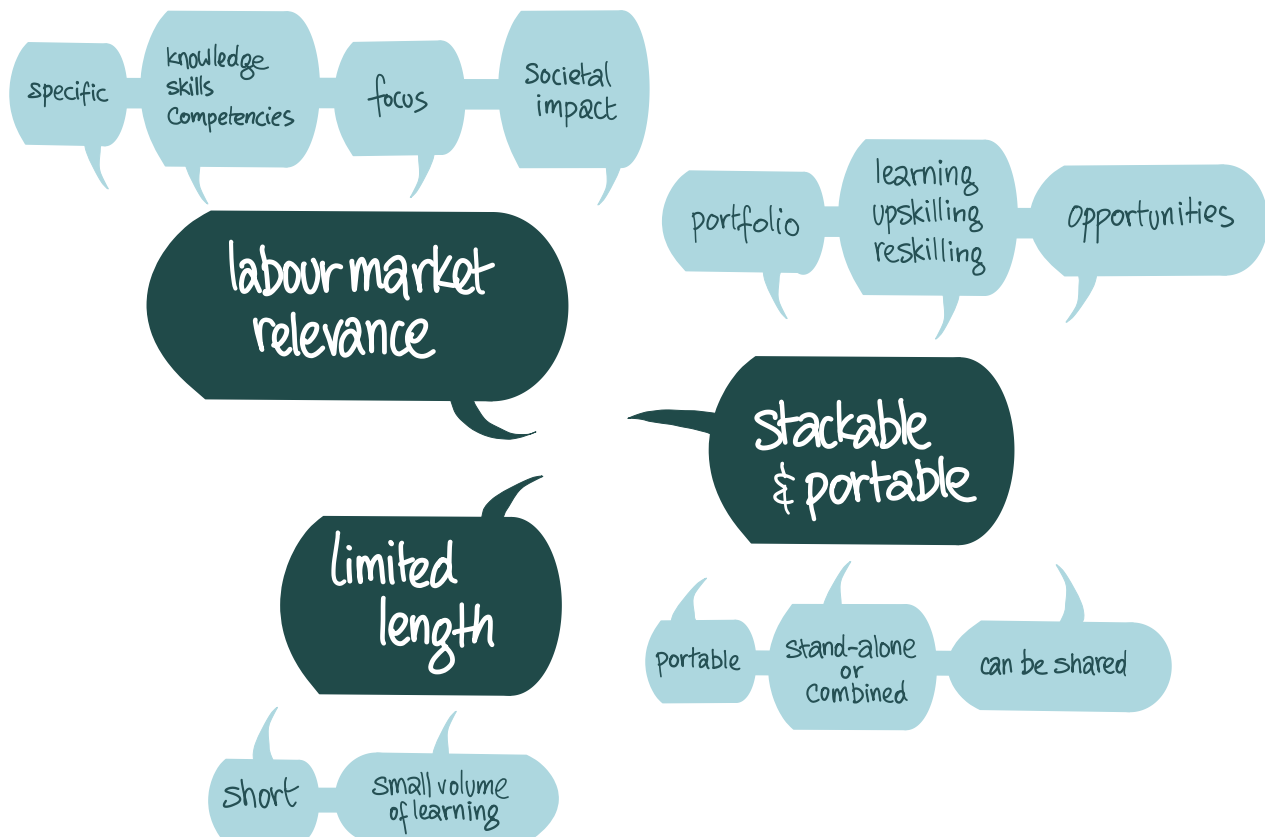 specific
knowledge
skills
Competencies
focus
Societal
impact
labour market
relevance
portfolio
learning
upskilling
reskilling
opportunities
Stackable
& portable
portable
Stand-alone
or
Combined
can be shared
Limited
length
short
small volume
of learning